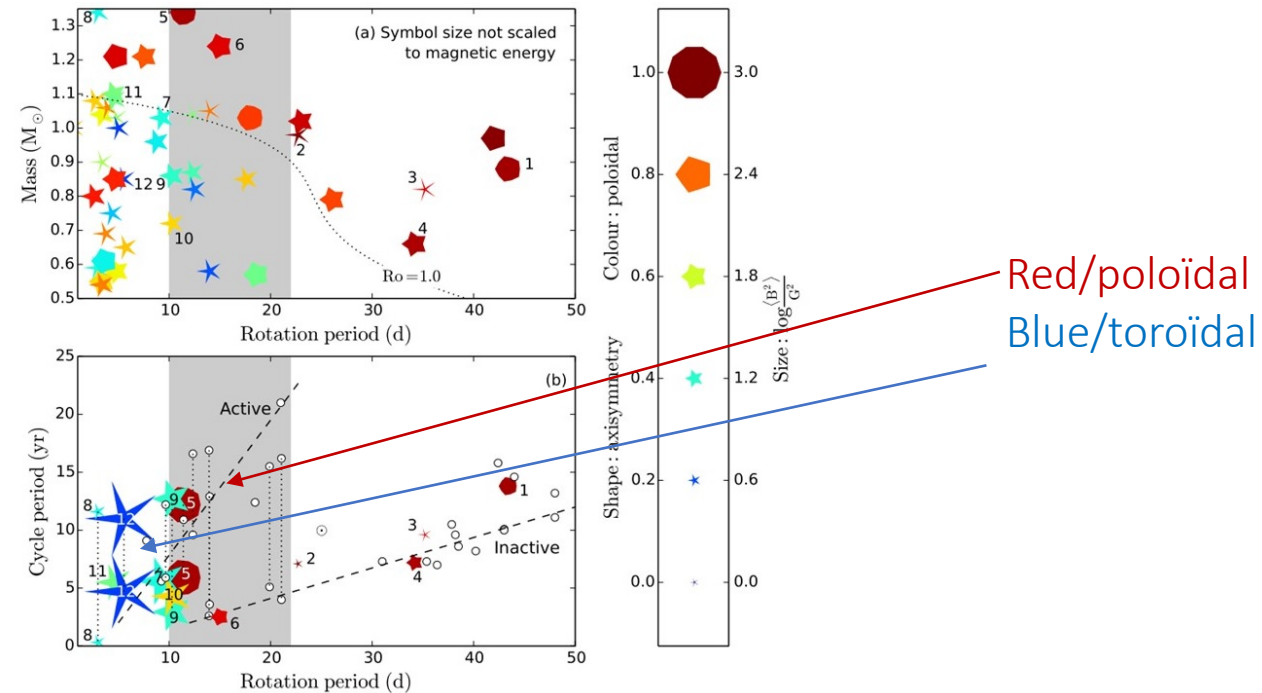 (a) Symbol size not scaled
to magnetic energy
Mass (M⊙)
1.3
1.2
1.1
1.0
0.9
0.8
0.7
0.6
0.5
8
5
6
11
7
2
12
9
3
1
10
4
Ro=1.0
10 20 30 40 50
Rotation period (d)
(b)
Cycle period (yr)
25
20
15
10
5
0
Active
Inactive
8
12
9
5
1
3
2
11
12
7
5
4
10
9
6
8
10 20 30 40 50
Rotation period (d)
Colour : poloidal
Shape : axisymmetry
1.0 3.0
0.8 2.4
0.6 1.8
0.4 1.2
0.2 0.6
0.0 0.0
Size : log ⟨B²⟩/G²
Red/poloïdal
Blue/toroïdal